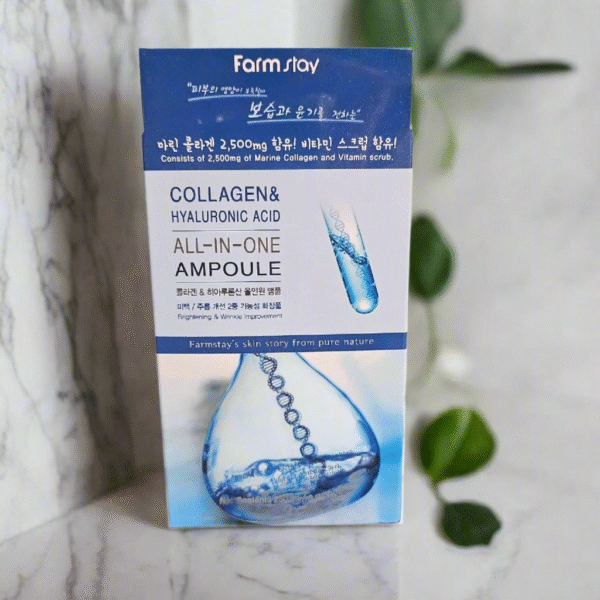 Farmstay
"피부의 영양이 부족할때
보습과 윤기를 전하는"
마린 콜라겐 2,500mg 함유! 비타민 스크럽 함유!
Consists of 2,500mg of Marine Collagen and Vitamin scrub.
COLLAGEN&
HYALURONIC ACID
ALL-IN-ONE
AMPOULE
콜라겐 & 히아루론산 올인원 앰플
미백 / 주름 개선 2중 기능성 화장품
Brightening & Wrinkle Improvement
Farmstay's skin story from pure nature